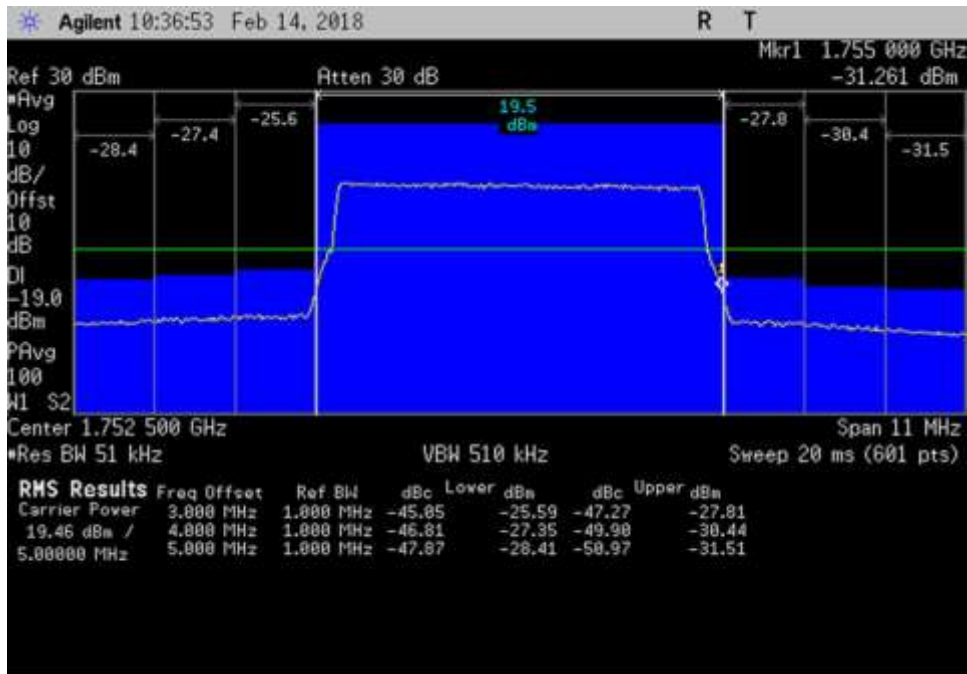 Agilent 10:36:53 Feb 14, 2018 R T
Mkr1 1.755 000 GHz
Ref 30 dBm Atten 30 dB -31.261 dBm
#Avg
Log
10
dB/
Offst
10
dB
DI
-19.0
dBm
PAvg
100
W1 S2
-28.4 -27.4 -25.6 19.5 dBm -27.8 -30.4 -31.5
1
Center 1.752 500 GHz Span 11 MHz
#Res BW 51 kHz VBW 510 kHz Sweep 20 ms (601 pts)
RMS Results Freq Offset Ref BW dBc Lower dBm dBc Upper dBm
Carrier Power 3.000 MHz 1.000 MHz -45.05 -25.59 -47.27 -27.81
19.46 dBm / 4.000 MHz 1.000 MHz -46.81 -27.35 -49.90 -30.44
5.00000 MHz 5.000 MHz 1.000 MHz -47.87 -28.41 -50.97 -31.51